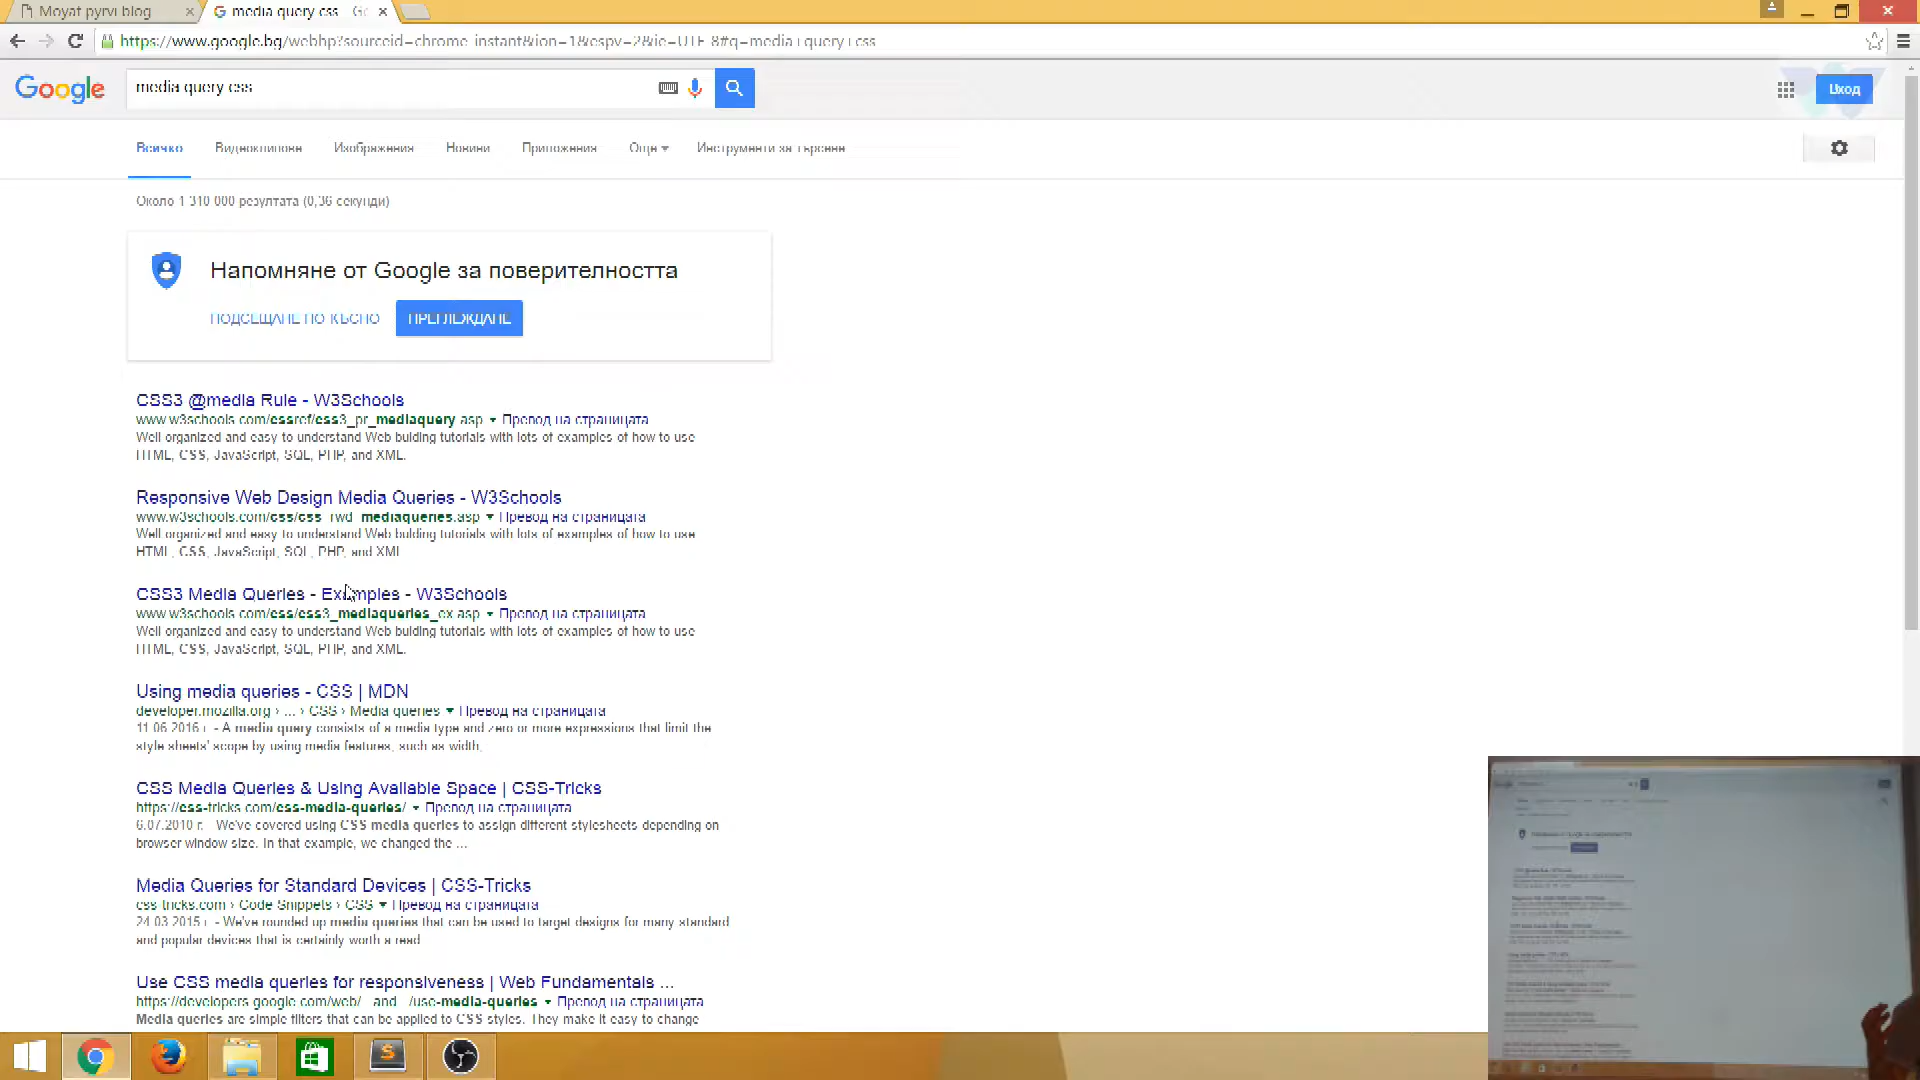 Moyat pyrvi blog
media query css
https://www.google.bg/webhp?sourceid=chrome-instant&ion=1&espv=2&ie=UTF-8#q=media+query+css
Google
media query css
Вход
Всичко Видеоклипове Изображения Новини Приложения Още Инструменти за търсене
Около 1 310 000 резултата (0,36 секунди)
Напомняне от Google за поверителността
ПОДСЕЩАНЕ ПО-КЪСНО ПРЕГЛЕЖДАНЕ
CSS3 @media Rule - W3Schools
www.w3schools.com/cssref/css3_pr_mediaquery.asp Превод на страницата
Well organized and easy to understand Web bulding tutorials with lots of examples of how to use
HTML, CSS, JavaScript, SQL, PHP, and XML.
Responsive Web Design Media Queries - W3Schools
www.w3schools.com/css/css_rwd_mediaqueries.asp Превод на страницата
Well organized and easy to understand Web bulding tutorials with lots of examples of how to use
HTML, CSS, JavaScript, SQL, PHP, and XML.
CSS3 Media Queries - Examples - W3Schools
www.w3schools.com/css/css3_mediaqueries_ex.asp Превод на страницата
Well organized and easy to understand Web bulding tutorials with lots of examples of how to use
HTML, CSS, JavaScript, SQL, PHP, and XML.
Using media queries - CSS | MDN
developer.mozilla.org › ... › CSS › Media queries Превод на страницата
11.06.2016 г. - A media query consists of a media type and zero or more expressions that limit the
style sheets' scope by using media features, such as width,
CSS Media Queries & Using Available Space | CSS-Tricks
https://css-tricks.com/css-media-queries/ Превод на страницата
6.07.2010 г. - We've covered using CSS media queries to assign different stylesheets depending on
browser window size. In that example, we changed the ...
Media Queries for Standard Devices | CSS-Tricks
css-tricks.com › Code Snippets › CSS Превод на страницата
24.03.2015 г. - We've rounded up media queries that can be used to target designs for many standard
and popular devices that is certainly worth a read
Use CSS media queries for responsiveness | Web Fundamentals ...
https://developers.google.com/web/...and.../use-media-queries Превод на страницата
Media queries are simple filters that can be applied to CSS styles. They make it easy to change